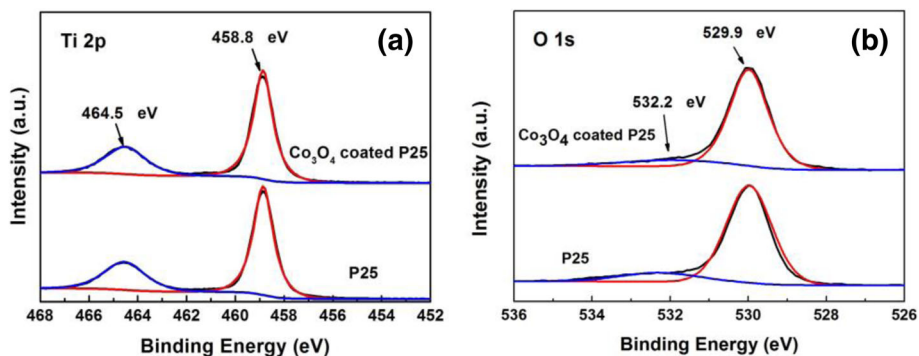 Ti 2p
458.8 eV
(a)
464.5 eV
Co₃O₄ coated P25
P25
Intensity (a.u.)
468 466 464 462 460 458 456 454 452
Binding Energy (eV)
O 1s
529.9 eV
(b)
532.2 eV
Co₃O₄ coated P25
P25
Intensity (a.u.)
536 534 532 530 528 526
Binding Energy (eV)